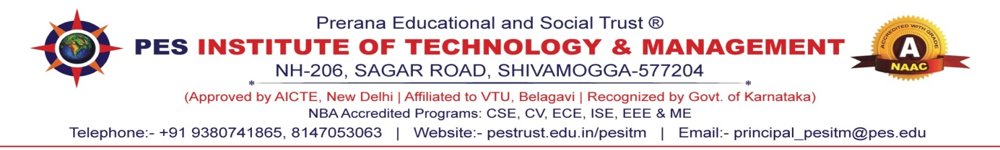 Prerana Educational and Social Trust ®
PES INSTITUTE OF TECHNOLOGY & MANAGEMENT
NH-206, SAGAR ROAD, SHIVAMOGGA-577204
(Approved by AICTE, New Delhi | Affiliated to VTU, Belagavi | Recognized by Govt. of Karnataka)
NBA Accredited Programs: CSE, CV, ECE, ISE, EEE & ME
Telephone:- +91 9380741865, 8147053063 | Website:- pestrust.edu.in/pesitm | Email:- principal_pesitm@pes.edu
ACCREDITED WITH GRADE
A
NAAC